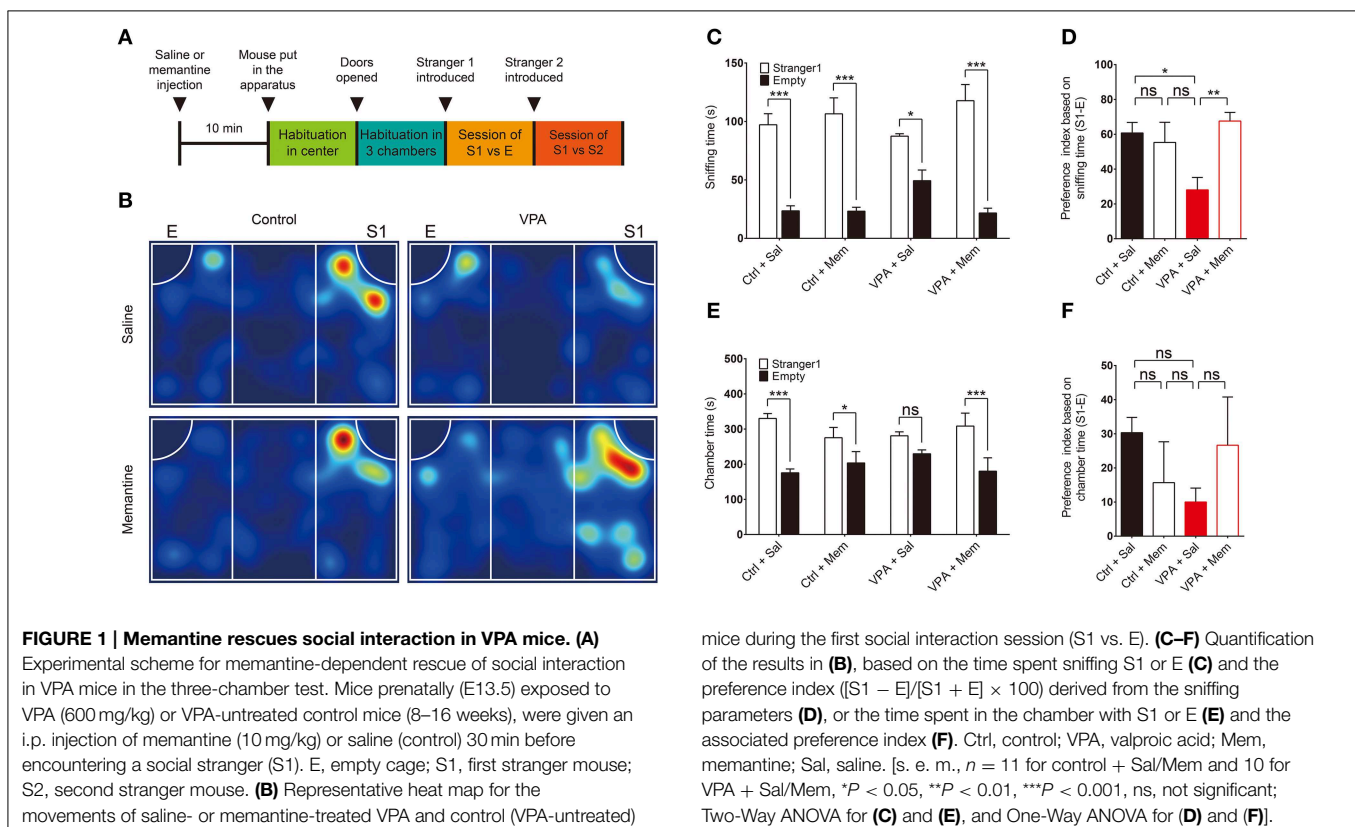 A
Saline or
memantine
injection
Mouse put
in the
apparatus
Doors
opened
Stranger 1
introduced
Stranger 2
introduced
10 min
Habituation
in center
Habituation in
3 chambers
Session of
S1 vs E
Session of
S1 vs S2
B
Control
VPA
E
S1
E
S1
Saline
Memantine
C
Stranger1
Empty
Sniffing time (s)
150
100
50
0
***
***
*
***
Ctrl + Sal
Ctrl + Mem
VPA + Sal
VPA + Mem
D
Preference index based on
sniffing time (S1-E)
100
80
60
40
20
0
*
ns
ns
**
Ctrl + Sal
Ctrl + Mem
VPA + Sal
VPA + Mem
E
Stranger1
Empty
Chamber time (s)
500
400
300
200
100
0
***
*
ns
***
Ctrl + Sal
Ctrl + Mem
VPA + Sal
VPA + Mem
F
Preference index based on
chamber time (S1-E)
50
40
30
20
10
0
ns
ns
ns
ns
Ctrl + Sal
Ctrl + Mem
VPA + Sal
VPA + Mem
FIGURE 1 | Memantine rescues social interaction in VPA mice. (A)
Experimental scheme for memantine-dependent rescue of social interaction
in VPA mice in the three-chamber test. Mice prenatally (E13.5) exposed to
VPA (600 mg/kg) or VPA-untreated control mice (8–16 weeks), were given an
i.p. injection of memantine (10 mg/kg) or saline (control) 30 min before
encountering a social stranger (S1). E, empty cage; S1, first stranger mouse;
S2, second stranger mouse. (B) Representative heat map for the
movements of saline- or memantine-treated VPA and control (VPA-untreated)
mice during the first social interaction session (S1 vs. E). (C–F) Quantification
of the results in (B), based on the time spent sniffing S1 or E (C) and the
preference index ([S1 − E]/[S1 + E] × 100) derived from the sniffing
parameters (D), or the time spent in the chamber with S1 or E (E) and the
associated preference index (F). Ctrl, control; VPA, valproic acid; Mem,
memantine; Sal, saline. [s. e. m., n = 11 for control + Sal/Mem and 10 for
VPA + Sal/Mem, *P < 0.05, **P < 0.01, ***P < 0.001, ns, not significant;
Two-Way ANOVA for (C) and (E), and One-Way ANOVA for (D) and (F)].